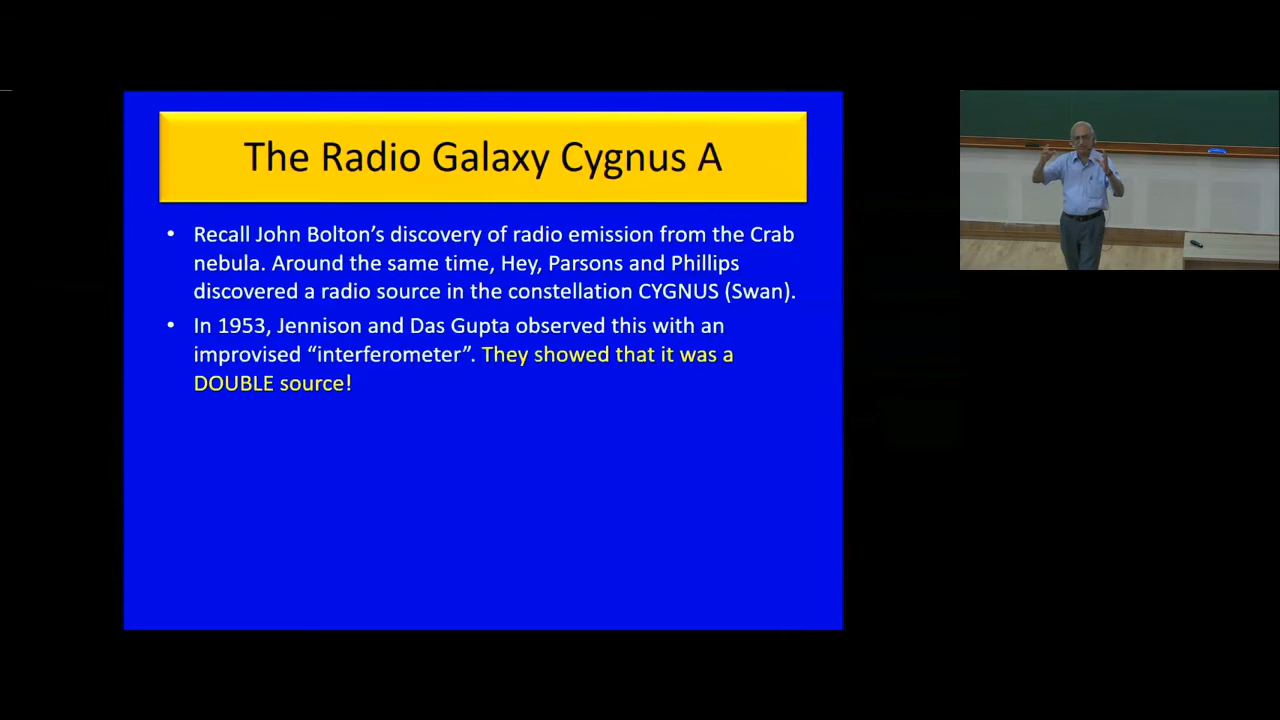 The Radio Galaxy Cygnus A
• Recall John Bolton's discovery of radio emission from the Crab
nebula. Around the same time, Hey, Parsons and Phillips
discovered a radio source in the constellation CYGNUS (Swan).
• In 1953, Jennison and Das Gupta observed this with an
improvised “interferometer”. They showed that it was a
DOUBLE source!